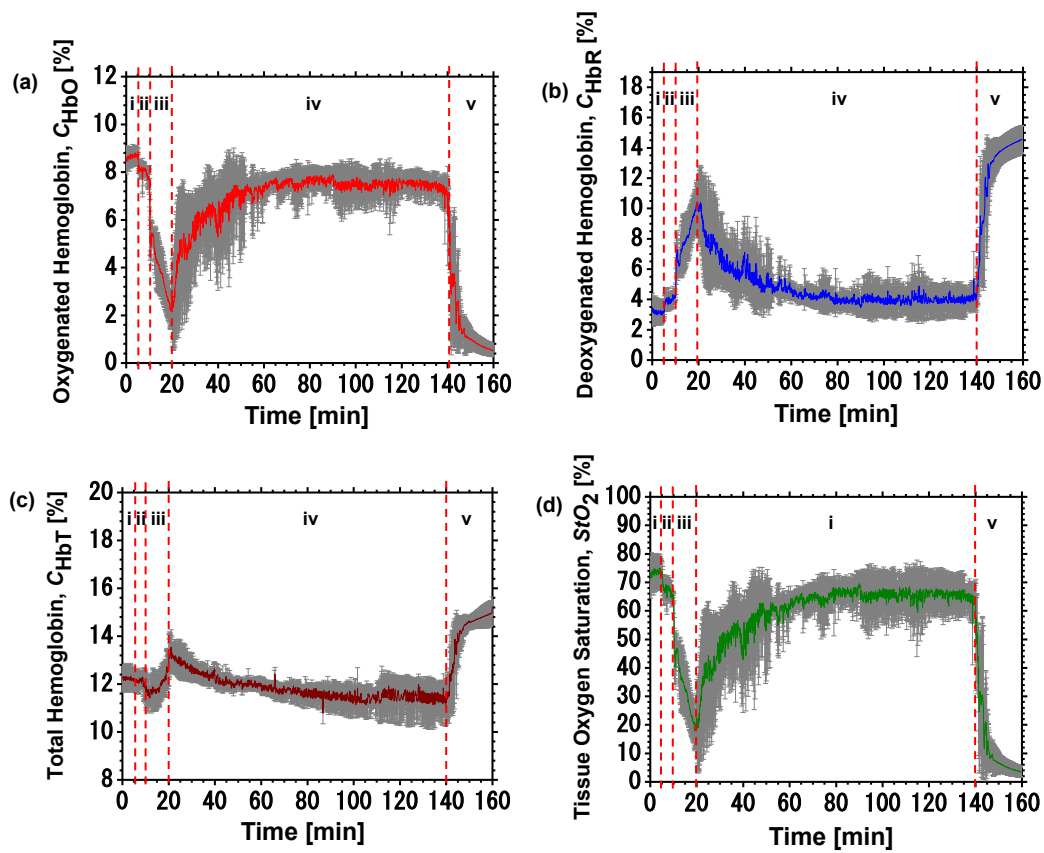 (a)
Oxygenated Hemoglobin, CHbO [%]
12
10
8
6
4
2
0
i ii iii iv v
0 20 40 60 80 100 120 140 160
Time [min]
(b)
Deoxygenated Hemoglobin, CHbR [%]
18
16
14
12
10
8
6
4
2
0
i ii iii iv v
0 20 40 60 80 100 120 140 160
Time [min]
(c)
Total Hemoglobin, CHbT [%]
20
18
16
14
12
10
8
i ii iii iv v
0 20 40 60 80 100 120 140 160
Time [min]
(d)
Tissue Oxygen Saturation, StO2 [%]
100
90
80
70
60
50
40
30
20
10
0
i ii iii i v
0 20 40 60 80 100 120 140 160
Time [min]